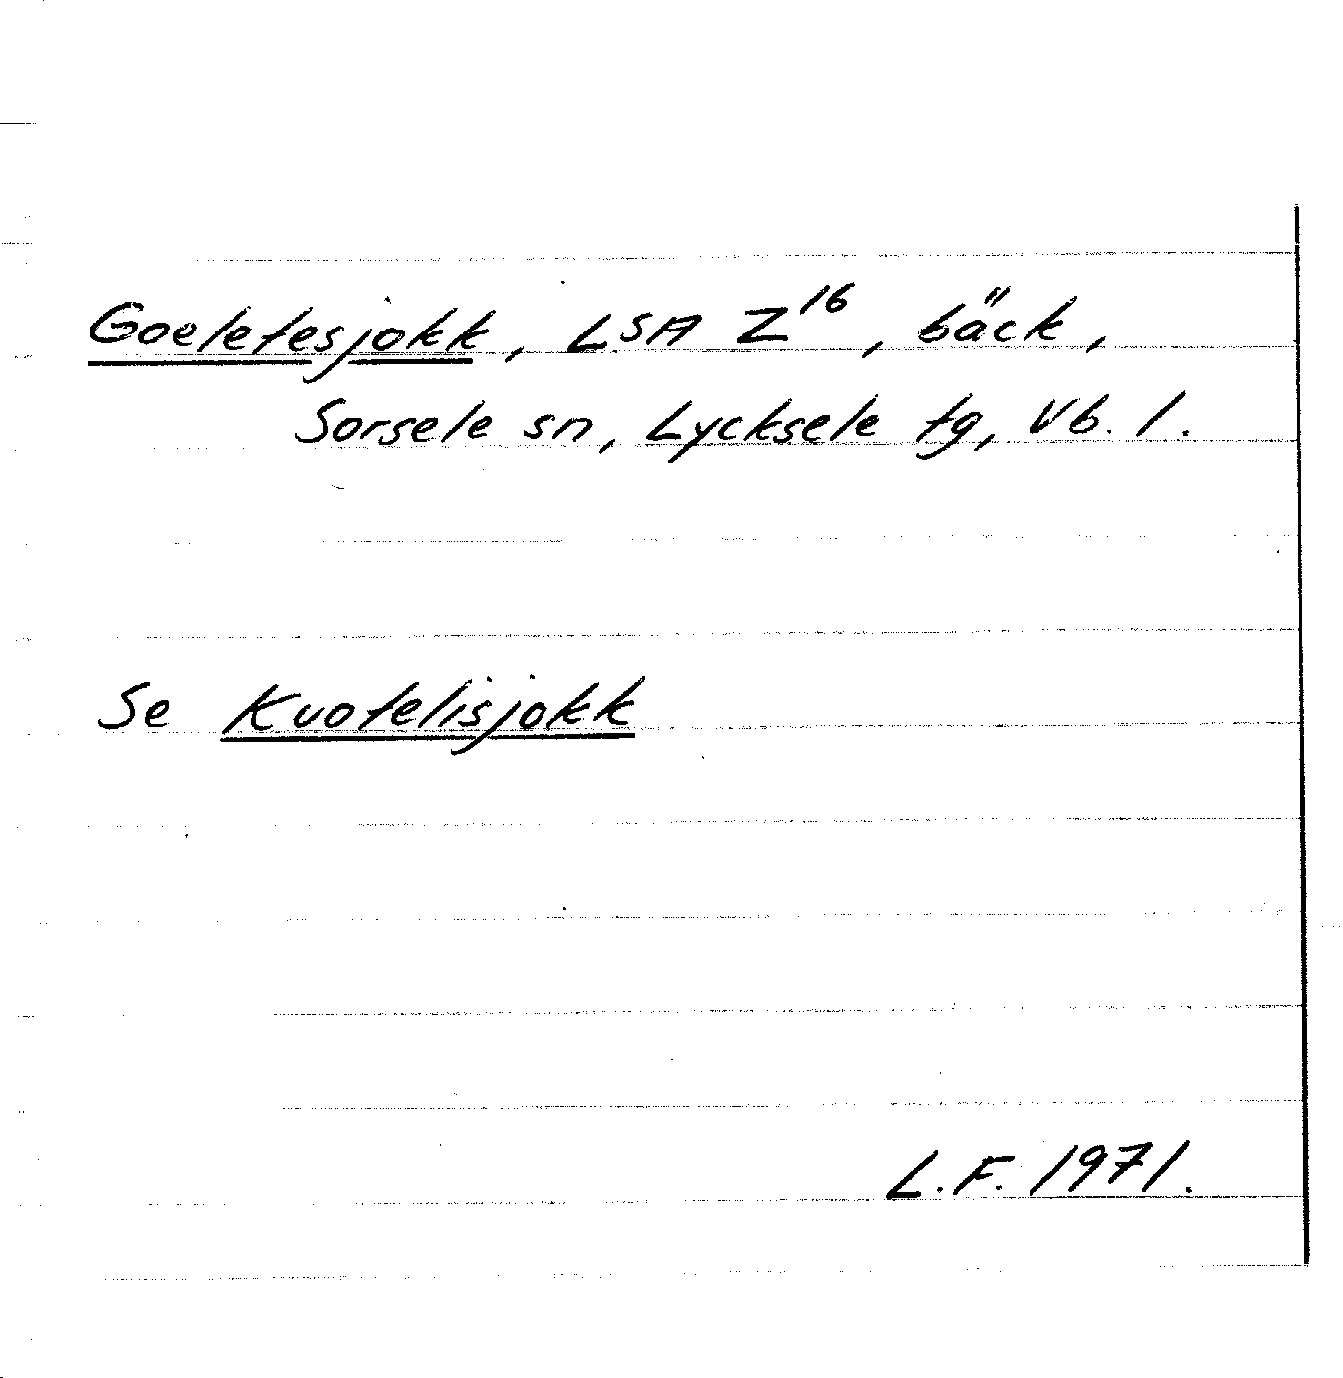 Goeletesjokk, LSA Z¹⁶, bäck,
Sorsele sn, Lycksele tg, Vb. l.
Se Kuotelisjokk
L.F. 1971.